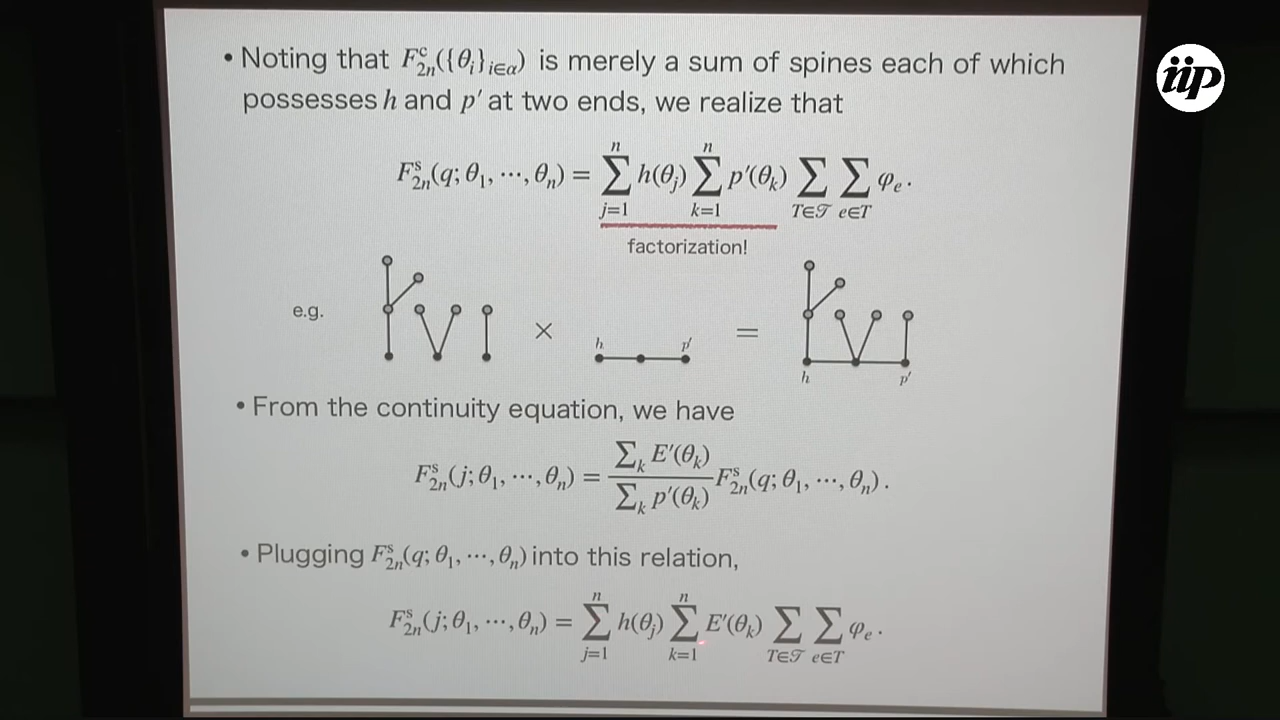 • Noting that F^c_{2n}({θ_i}_{i∈α}) is merely a sum of spines each of which
possesses h and p′ at two ends, we realize that
F^s_{2n}(q; θ_1, ⋯, θ_n) = ∑_{j=1}^{n} h(θ_j) ∑_{k=1}^{n} p′(θ_k) ∑_{T∈𝒯} ∑_{e∈T} φ_e .
factorization!
e.g. × h p′ = h p′
• From the continuity equation, we have
F^s_{2n}(j; θ_1, ⋯, θ_n) = \frac{∑_k E′(θ_k)}{∑_k p′(θ_k)} F^s_{2n}(q; θ_1, ⋯, θ_n) .
• Plugging F^s_{2n}(q; θ_1, ⋯, θ_n) into this relation,
F^s_{2n}(j; θ_1, ⋯, θ_n) = ∑_{j=1}^{n} h(θ_j) ∑_{k=1}^{n} E′(θ_k) ∑_{T∈𝒯} ∑_{e∈T} φ_e .
iip